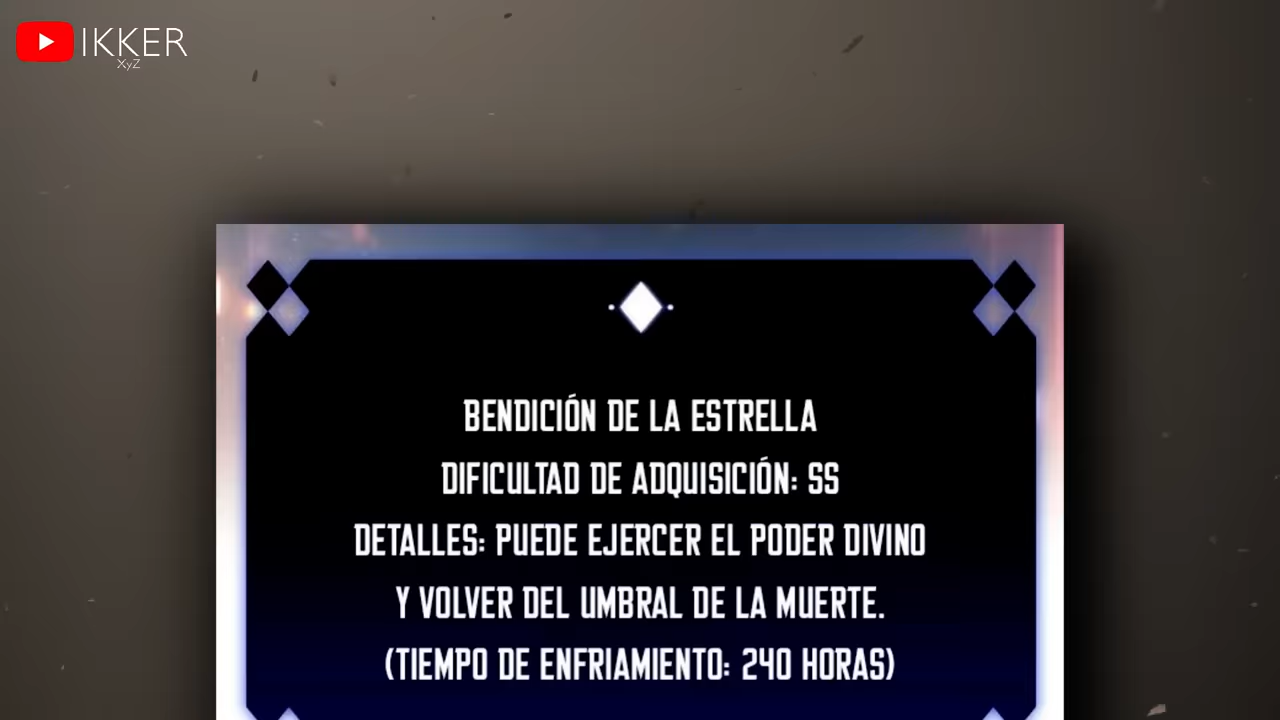 IKKER
XyZ
BENDICIÓN DE LA ESTRELLA
DIFICULTAD DE ADQUISICIÓN: SS
DETALLES: PUEDE EJERCER EL PODER DIVINO
Y VOLVER DEL UMBRAL DE LA MUERTE.
(TIEMPO DE ENFRIAMIENTO: 240 HORAS)